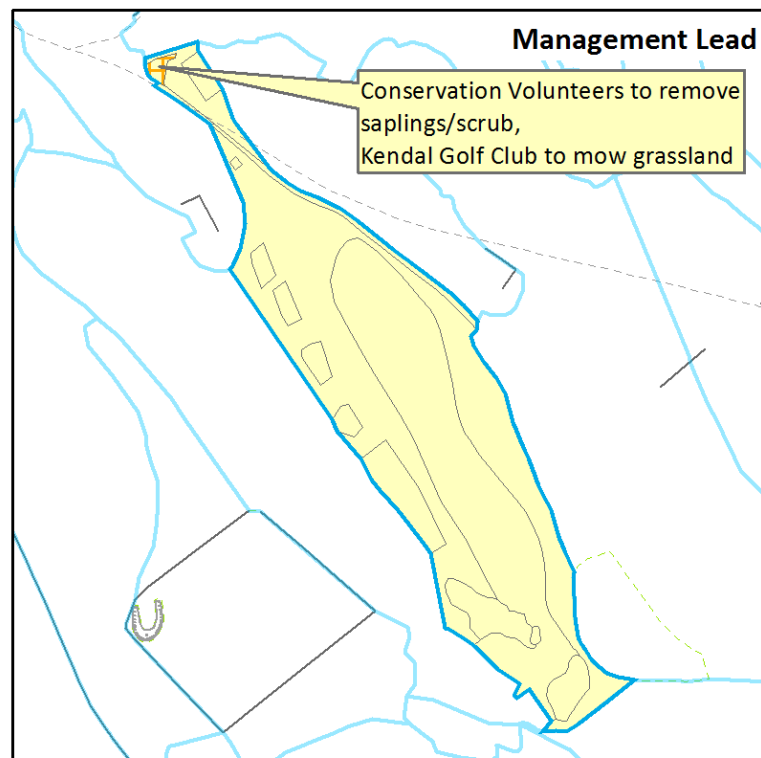 Management Lead
Conservation Volunteers to remove
saplings/scrub,
Kendal Golf Club to mow grassland